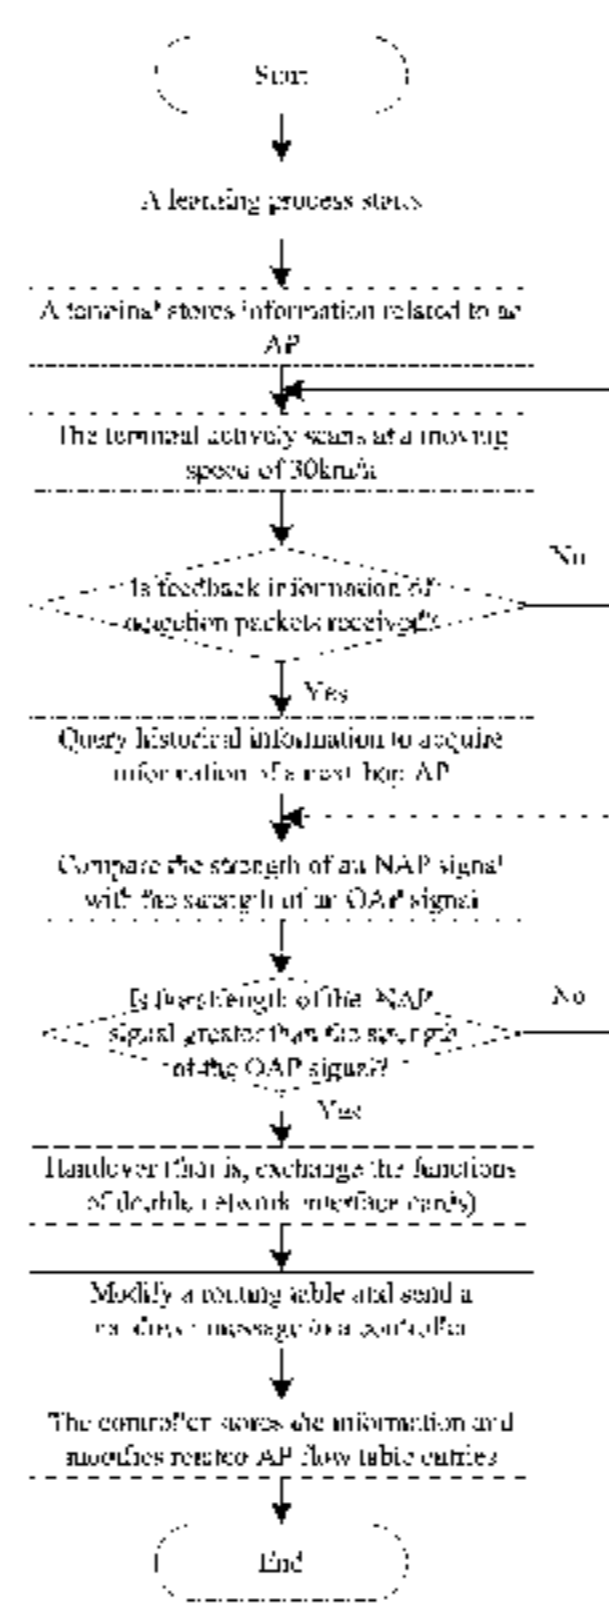 Start
A learning process starts
A terminal stores information related to an
AP
The terminal actively scans at a moving
speed of 30km/h
No
Is feedback information of
detection packets received?
Yes
Query historical information to acquire
information of a next-hop AP
Compare the strength of an NAP signal
with the strength of an OAP signal
Is the strength of the NAP
signal greater than the strength
of the OAP signal?
No
Yes
Handover (that is, exchange the functions
of double network interface cards)
Modify a routing table and send a
handover message to a controller
The controller stores the information and
modifies related AP flow table entries
End